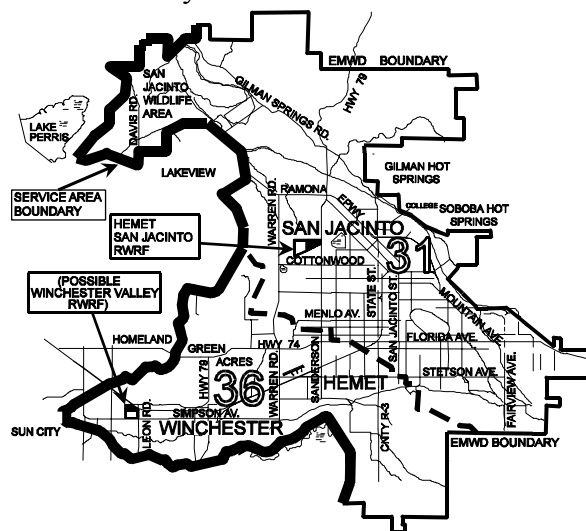 EMWD BOUNDARY
SAN
JACINTO
WILDLIFE
AREA
HWY 79
GILMAN SPRINGS RD.
DAVIS RD.
LAKE
PERRIS
LAKEVIEW
GILMAN HOT
SPRINGS
SERVICE AREA
BOUNDARY
RAMONA
EPWY
COLLEGE
SOBOBA HOT
SPRINGS
WARREN RD.
HEMET
SAN JACINTO
RWRF
SAN JACINTO
31
COTTONWOOD
STATE ST.
SAN JACINTO ST.
MOUNTAIN AVE.
(POSSIBLE
WINCHESTER VALLEY
RWRF)
MENLO AV.
HOMELAND
GREEN
ACRES
HWY 74
FLORIDA AVE.
HWY 79
36
WARREN RD.
SANDERSON
HEMET
STETSON AVE.
FAIRVIEW AVE.
SIMPSON AV.
LEON RD.
SUN CITY
WINCHESTER
CNTY R-3
EMWD BOUNDARY